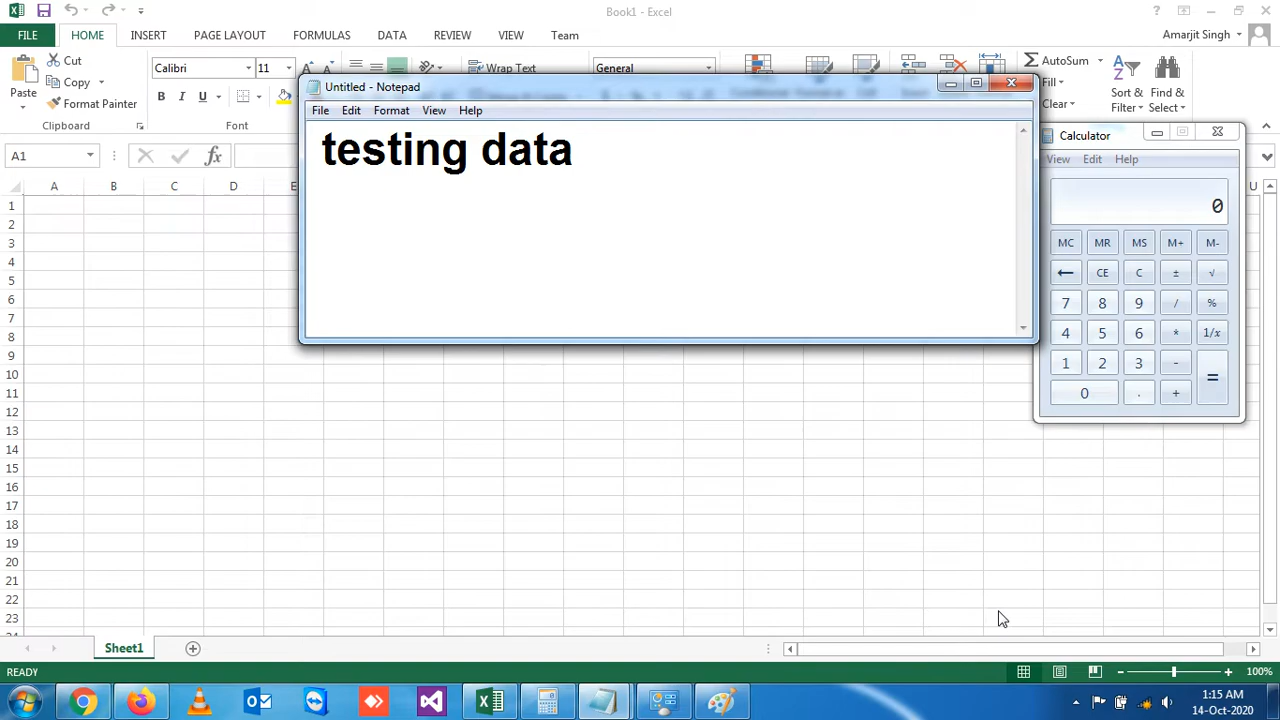 Book1 - Excel
FILE HOME INSERT PAGE LAYOUT FORMULAS DATA REVIEW VIEW Team Amarjit Singh
Paste
Cut
Copy
Format Painter
Clipboard
Calibri 11
B I U
Font
Wrap Text
General
AutoSum
Fill
Clear
Sort & Filter
Find & Select
A1
fx
A B C D E U
1
2
3
4
5
6
7
8
9
10
11
12
13
14
15
16
17
18
19
20
21
22
23
Untitled - Notepad
File Edit Format View Help
testing data
Calculator
View Edit Help
0
MC MR MS M+ M-
← CE C ± √
7 8 9 / %
4 5 6 * 1/x
1 2 3 - =
0 . +
Sheet1
READY
100%
1:15 AM
14-Oct-2020